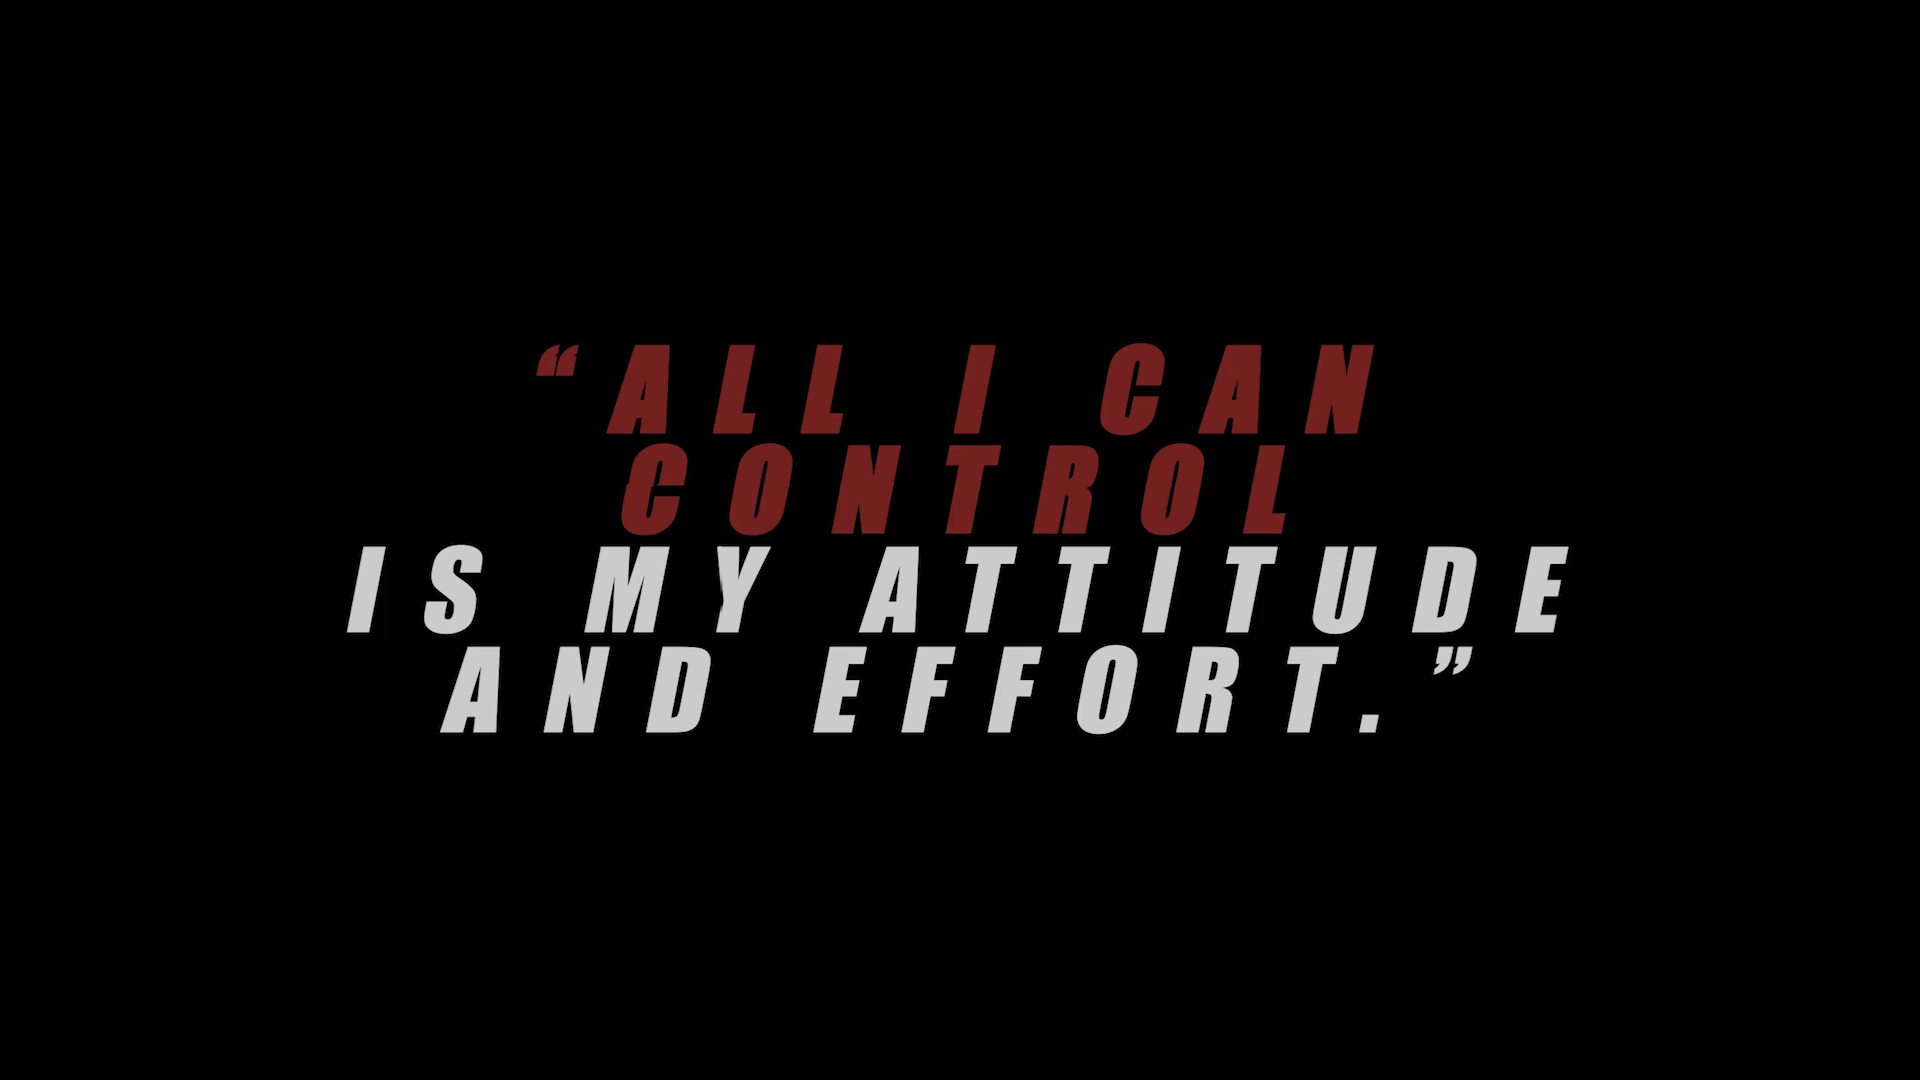 “ALL I CAN
CONTROL
IS MY ATTITUDE
AND EFFORT.”